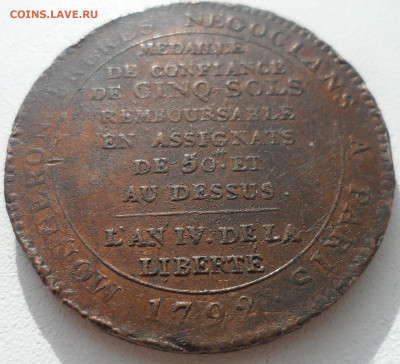 COINS.LAVE.RU
MONNERON FRERES NEGOCIANS A PARIS
MEDAILLE
DE CONFIANCE
DE CINQ-SOLS
REMBOURSABLE
EN ASSIGNATS
DE 50 ET
AU DESSUS.
L'AN IV. DE LA
LIBERTE
1792